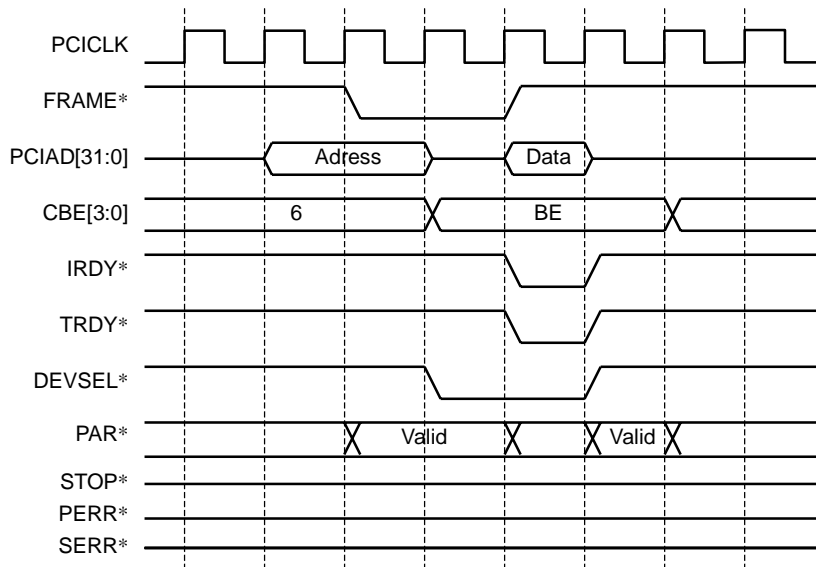 PCICLK
FRAME*
PCIAD[31:0] Adress Data
CBE[3:0] 6 BE
IRDY*
TRDY*
DEVSEL*
PAR* Valid Valid
STOP*
PERR*
SERR*